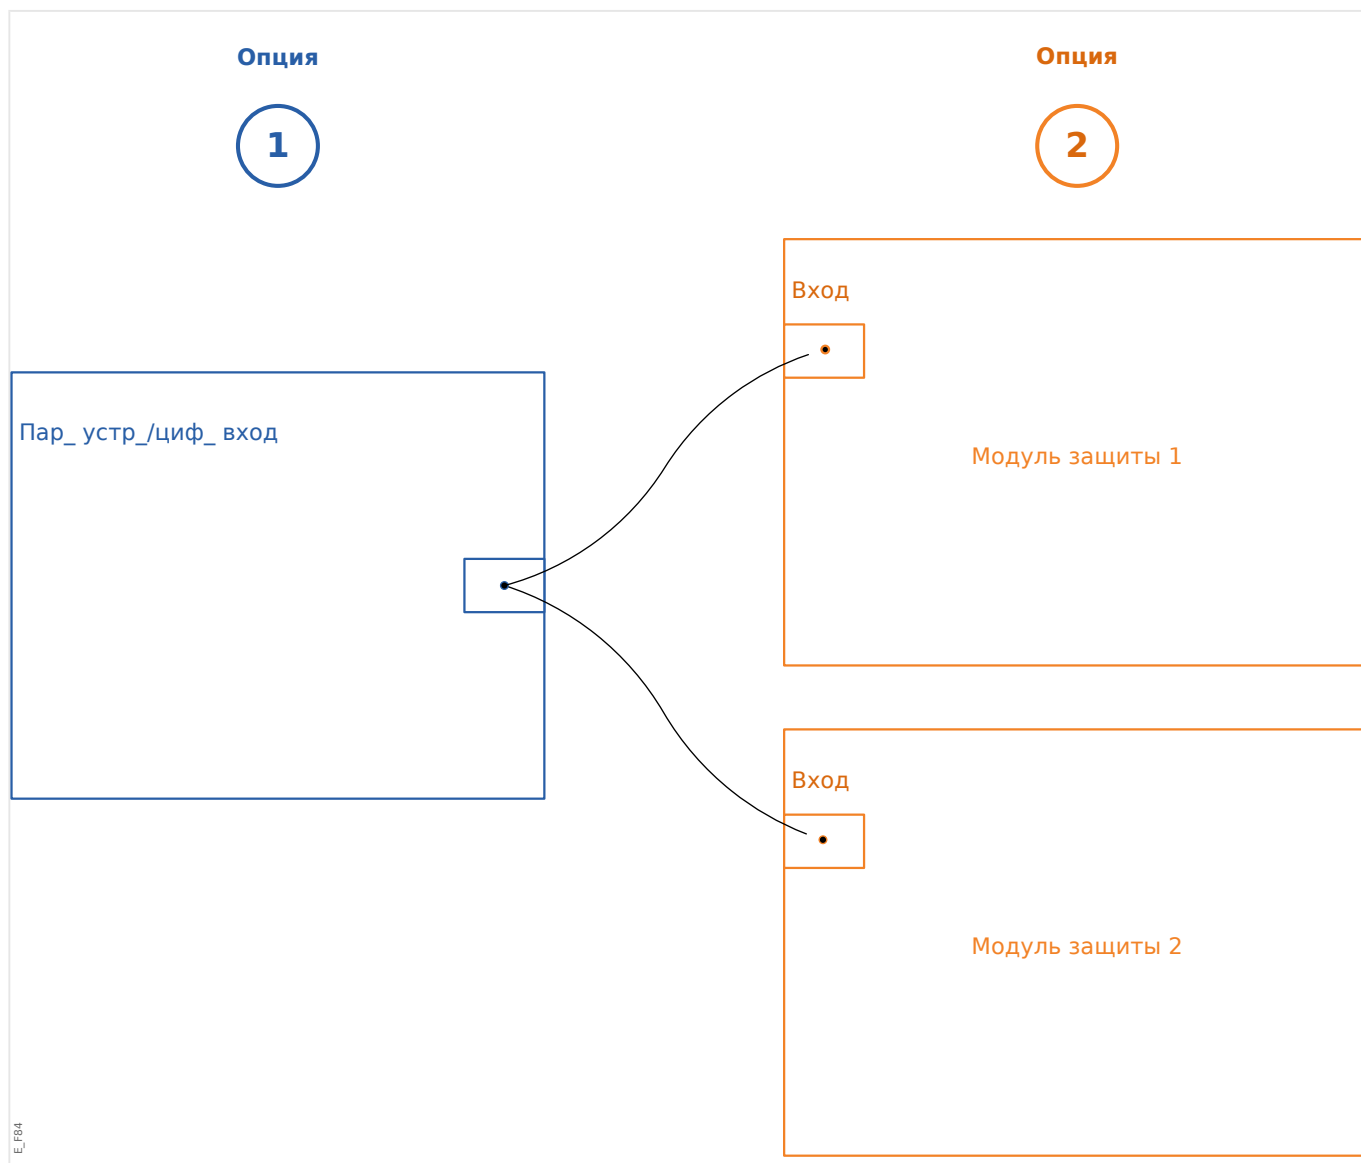 Опция
Опция
1
2
Вход
Пар_ устр_/циф_ вход
Модуль защиты 1
Вход
Модуль защиты 2
E_F84